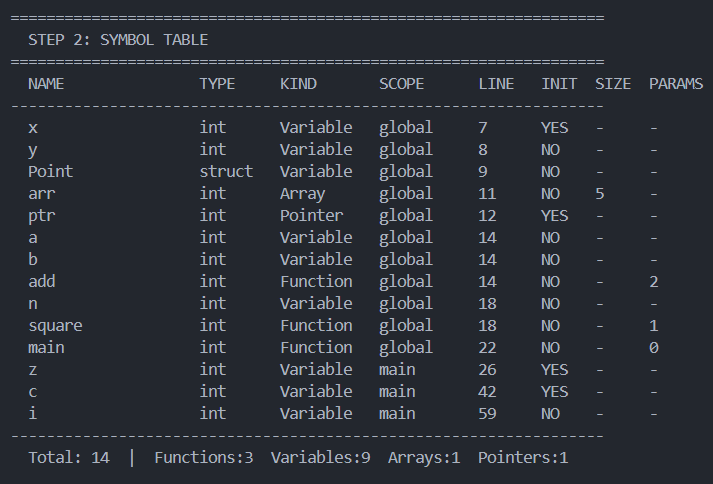 ==================================================================
  STEP 2: SYMBOL TABLE
==================================================================
  NAME               TYPE    KIND       SCOPE      LINE   INIT  SIZE  PARAMS
------------------------------------------------------------------
  x                  int     Variable   global     7      YES   -     -
  y                  int     Variable   global     8      NO    -     -
  Point              struct  Variable   global     9      NO    -     -
  arr                int     Array      global     11     NO    5     -
  ptr                int     Pointer    global     12     YES   -     -
  a                  int     Variable   global     14     NO    -     -
  b                  int     Variable   global     14     NO    -     -
  add                int     Function   global     14     NO    -     2
  n                  int     Variable   global     18     NO    -     -
  square             int     Function   global     18     NO    -     1
  main               int     Function   global     22     NO    -     0
  z                  int     Variable   main       26     YES   -     -
  c                  int     Variable   main       42     YES   -     -
  i                  int     Variable   main       59     NO    -     -
------------------------------------------------------------------
  Total: 14  |  Functions:3  Variables:9  Arrays:1  Pointers:1